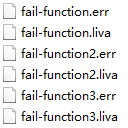 fail-function.err
fail-function.liva
fail-function2.err
fail-function2.liva
fail-function3.err
fail-function3.liva